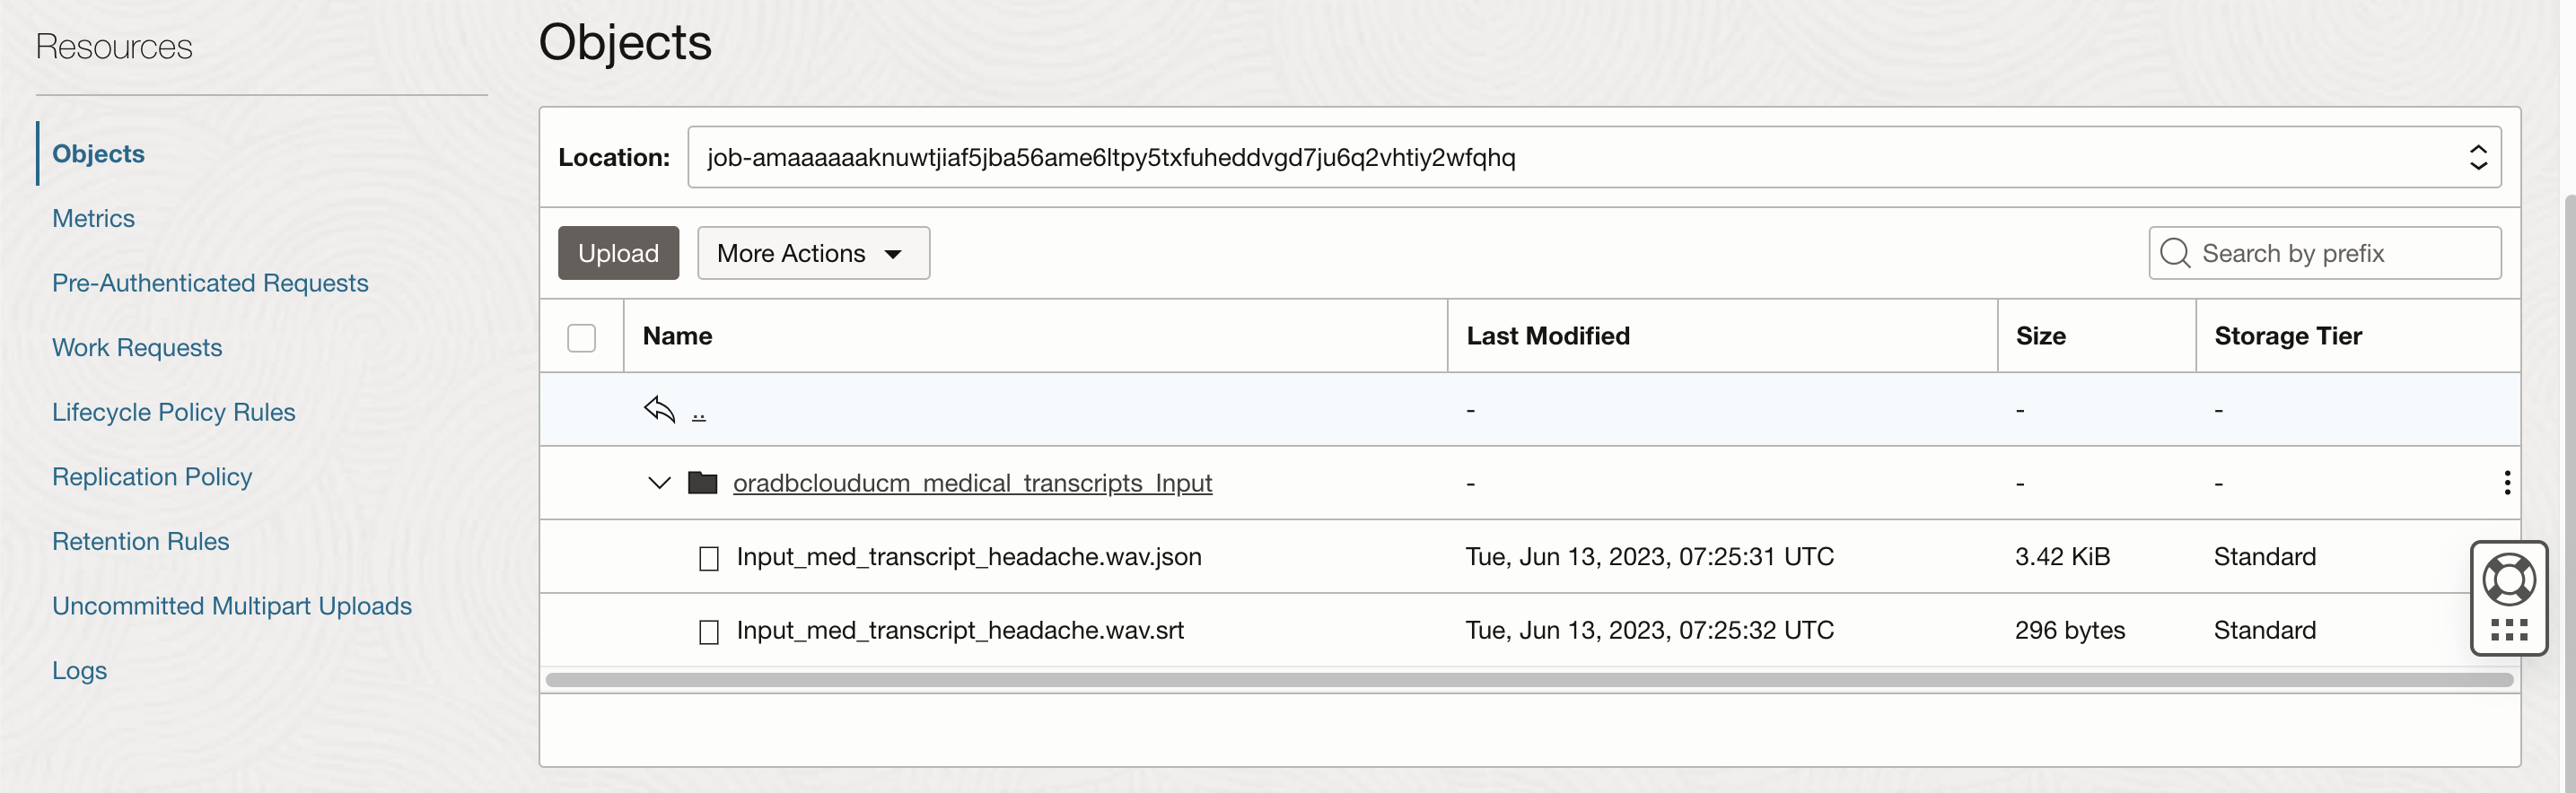 Resources
Objects
Metrics
Pre-Authenticated Requests
Work Requests
Lifecycle Policy Rules
Replication Policy
Retention Rules
Uncommitted Multipart Uploads
Logs
Objects
Location: job-amaaaaaaknuwtjiaf5jba56ame6ltpy5txfuheddvgd7ju6q2vhtiy2wfqhq
Upload More Actions Search by prefix
Name Last Modified Size Storage Tier
.. - - -
oradbclouducm_medical_transcripts_Input - - -
Input_med_transcript_headache.wav.json Tue, Jun 13, 2023, 07:25:31 UTC 3.42 KiB Standard
Input_med_transcript_headache.wav.srt Tue, Jun 13, 2023, 07:25:32 UTC 296 bytes Standard